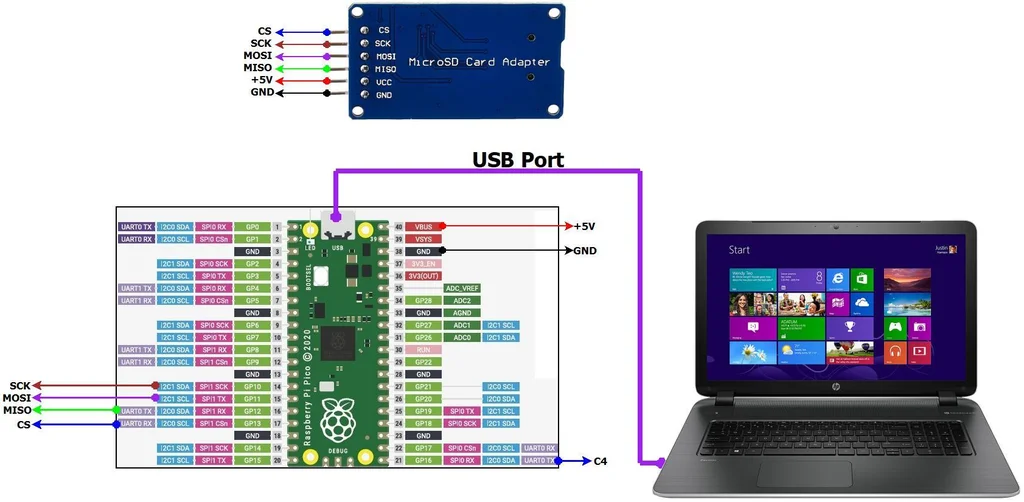 CS CS
SCK SCK
MOSI MOSI
MISO MISO
+5V VCC
GND GND
MicroSD Card Adapter
USB Port
UART0 TX I2C0 SDA SPI0 RX GP0 1
UART0 RX I2C0 SCL SPI0 CSn GP1 2
GND 3
I2C1 SDA SPI0 SCK GP2 4
I2C1 SCL SPI0 TX GP3 5
UART1 TX I2C0 SDA SPI0 RX GP4 6
UART1 RX I2C0 SCL SPI0 CSn GP5 7
GND 8
I2C1 SDA SPI0 SCK GP6 9
I2C1 SCL SPI0 TX GP7 10
UART1 TX I2C0 SDA SPI1 RX GP8 11
UART1 RX I2C0 SCL SPI1 CSn GP9 12
GND 13
SCK I2C1 SDA SPI1 SCK GP10 14
MOSI I2C1 SCL SPI1 TX GP11 15
MISO UART0 TX I2C0 SDA SPI1 RX GP12 16
CS UART0 RX I2C0 SCL SPI1 CSn GP13 17
GND 18
I2C1 SDA SPI1 SCK GP14 19
I2C1 SCL SPI1 TX GP15 20
1
2
LED
USB
39
BOOTSEL
Raspberry Pi Pico © 2020
DEBUG
40 VBUS +5V
39 VSYS
38 GND GND
37 3V3_EN
36 3V3(OUT)
35 ADC_VREF
34 GP28 ADC2
33 GND AGND
32 GP27 ADC1 I2C1 SCL
31 GP26 ADC0 I2C1 SDA
30 RUN
29 GP22
28 GND
27 GP21 I2C0 SCL
26 GP20 I2C0 SDA
25 GP19 SPI0 TX I2C1 SCL
24 GP18 SPI0 SCK I2C1 SDA
23 GND
22 GP17 SPI0 CSn I2C0 SCL UART0 RX
21 GP16 SPI0 RX I2C0 SDA UART0 TX C4
Start
Justin
hp